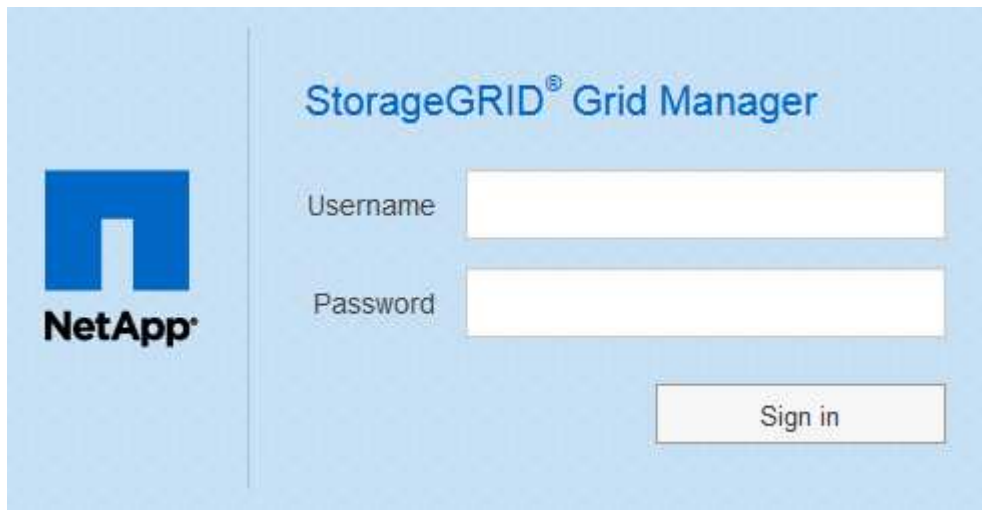 StorageGRID® Grid Manager
Username
Password
NetApp®
Sign in